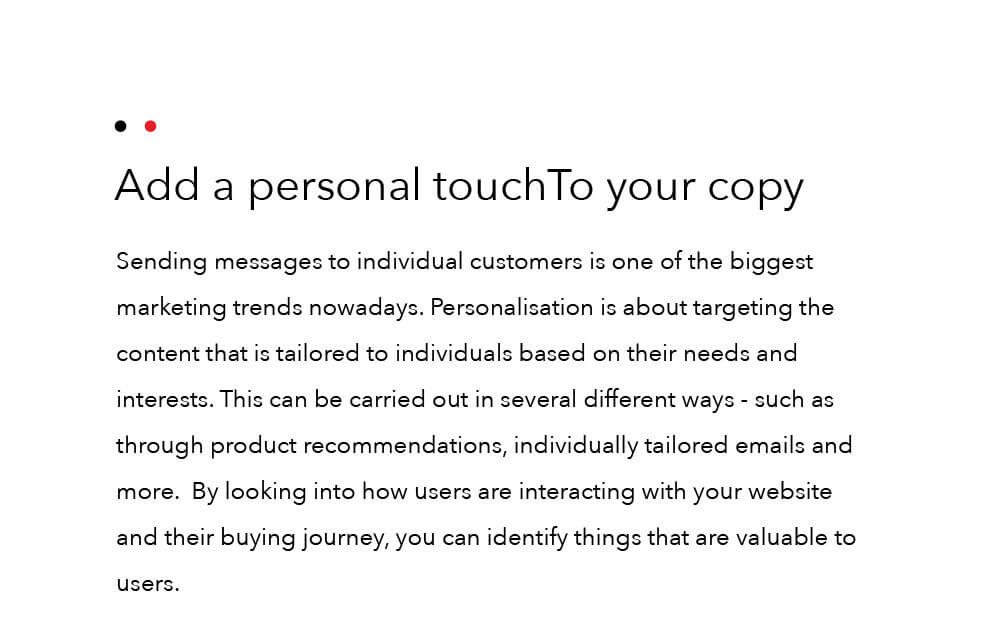 Add a personal touchTo your copy
Sending messages to individual customers is one of the biggest
marketing trends nowadays. Personalisation is about targeting the
content that is tailored to individuals based on their needs and
interests. This can be carried out in several different ways - such as
through product recommendations, individually tailored emails and
more.  By looking into how users are interacting with your website
and their buying journey, you can identify things that are valuable to
users.